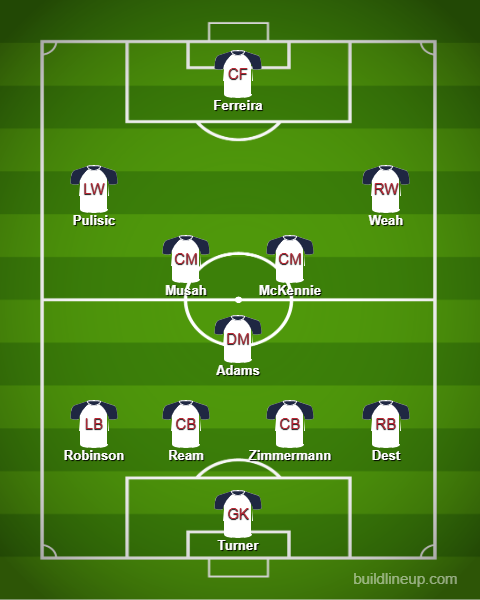 CF
Ferreira
LW
RW
Pulisic
Weah
CM
CM
Musah
McKennie
DM
Adams
LB
CB
CB
RB
Robinson
Ream
Zimmermann
Dest
GK
Turner
buildlineup.com